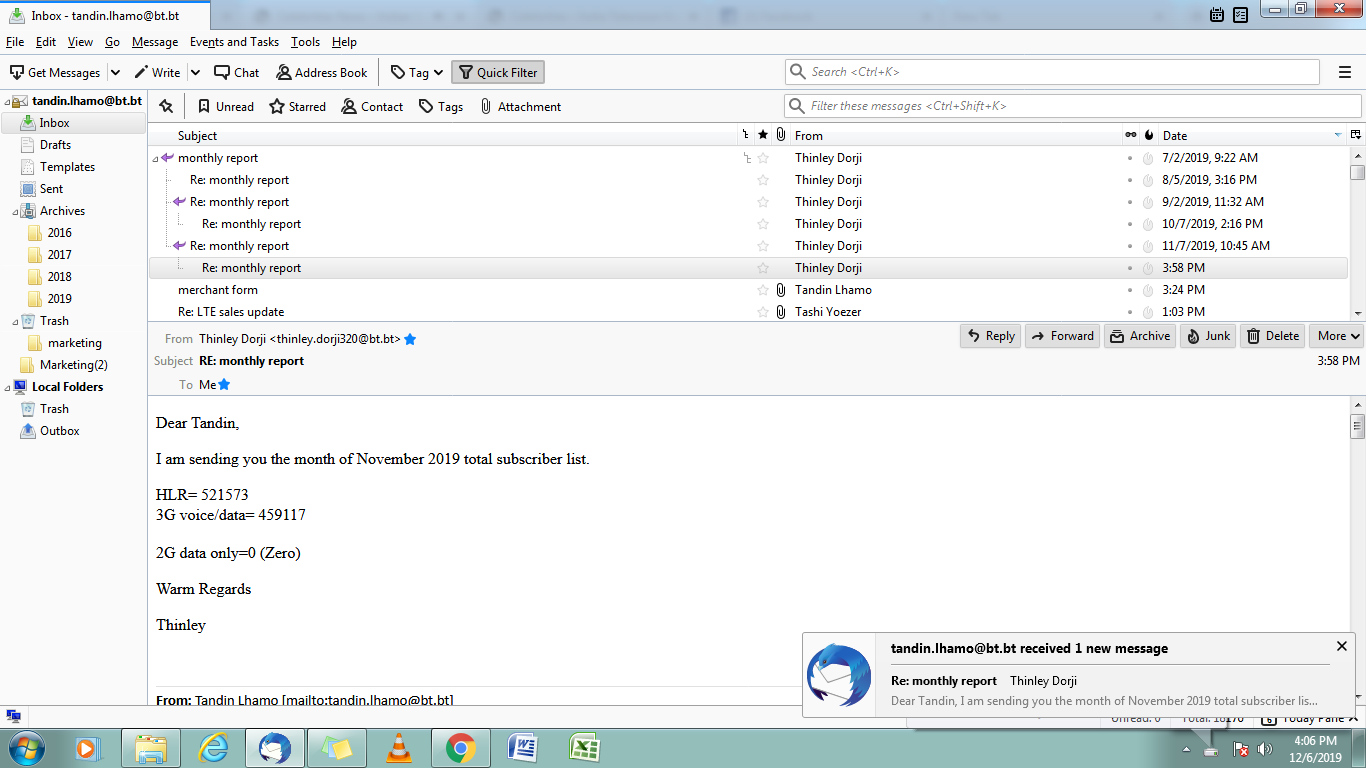 Inbox - tandin.lhamo@bt.bt
File Edit View Go Message Events and Tasks Tools Help
Get Messages Write Chat Address Book Tag Quick Filter Search <Ctrl+K>
tandin.lhamo@bt.bt
Inbox
Drafts
Templates
Sent
Archives
2016
2017
2018
2019
Trash
marketing
Marketing(2)
Local Folders
Trash
Outbox
Unread Starred Contact Tags Attachment Filter these messages <Ctrl+Shift+K>
Subject From Date
monthly report Thinley Dorji 7/2/2019, 9:22 AM
Re: monthly report Thinley Dorji 8/5/2019, 3:16 PM
Re: monthly report Thinley Dorji 9/2/2019, 11:32 AM
Re: monthly report Thinley Dorji 10/7/2019, 2:16 PM
Re: monthly report Thinley Dorji 11/7/2019, 10:45 AM
Re: monthly report Thinley Dorji 3:58 PM
merchant form Tandin Lhamo 3:24 PM
Re: LTE sales update Tashi Yoezer 1:03 PM
From Thinley Dorji <thinley.dorji320@bt.bt> Reply Forward Archive Junk Delete More
Subject RE: monthly report 3:58 PM
To Me
Dear Tandin,
I am sending you the month of November 2019 total subscriber list.
HLR= 521573
3G voice/data= 459117
2G data only=0 (Zero)
Warm Regards
Thinley
From: Tandin Lhamo [mailto:tandin.lhamo@bt.bt]
tandin.lhamo@bt.bt received 1 new message
Re: monthly report Thinley Dorji
Dear Tandin, I am sending you the month of November 2019 total subscriber lis...
Unread: 0 Total: Today Pane
4:06 PM
12/6/2019